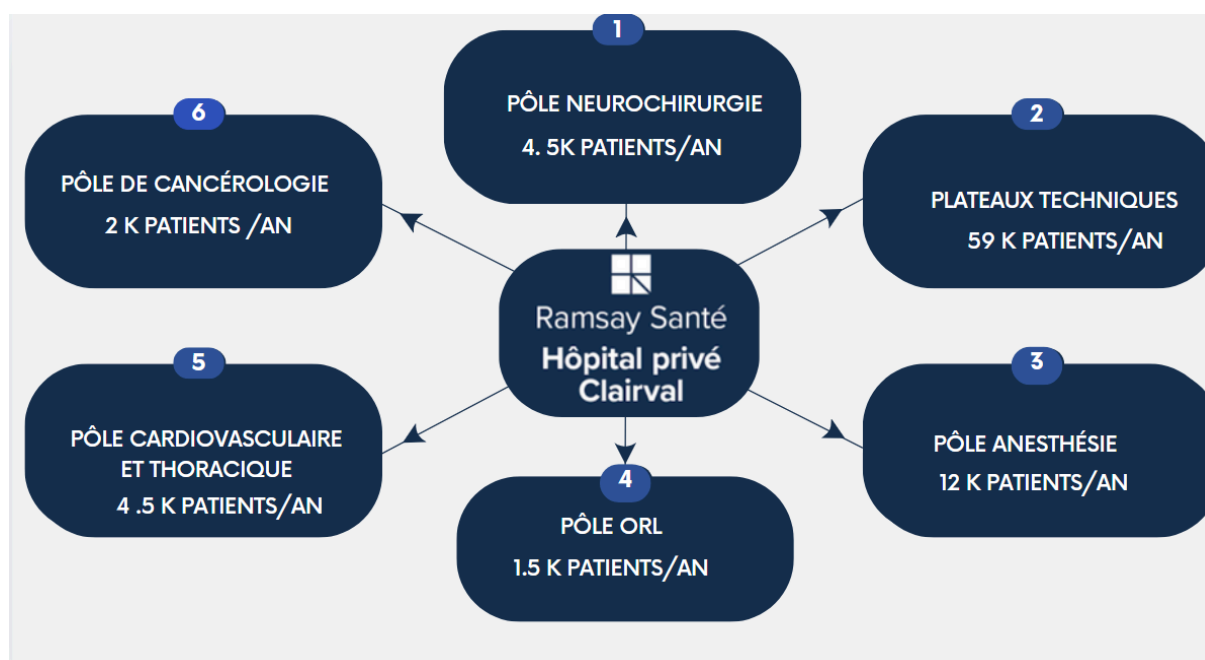 1
PÔLE NEUROCHIRURGIE
4. 5K PATIENTS/AN
2
PLATEAUX TECHNIQUES
59 K PATIENTS/AN
3
PÔLE ANESTHÉSIE
12 K PATIENTS/AN
4
PÔLE ORL
1.5 K PATIENTS/AN
5
PÔLE CARDIOVASCULAIRE
ET THORACIQUE
4 .5 K PATIENTS/AN
6
PÔLE DE CANCÉROLOGIE
2 K PATIENTS /AN
Ramsay Santé
Hôpital privé
Clairval